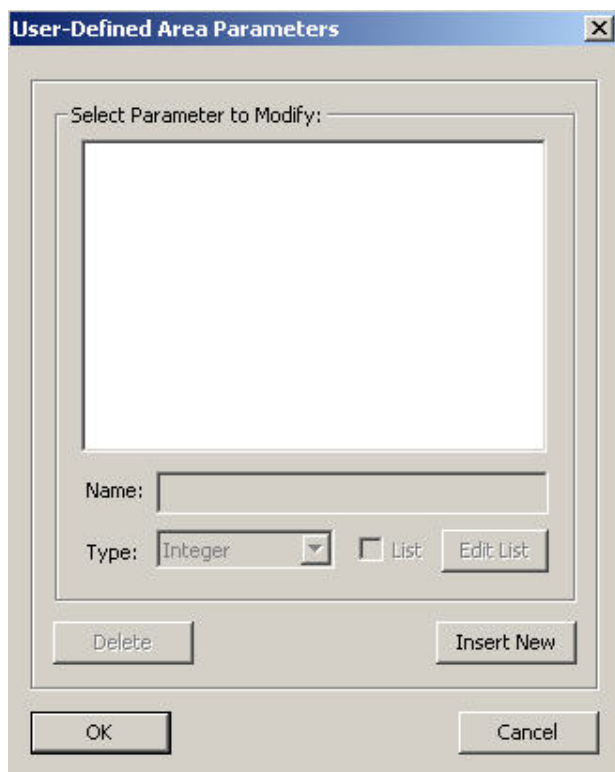 User-Defined Area Parameters
Select Parameter to Modify:
Name:
Type: Integer List Edit List
Delete Insert New
OK Cancel